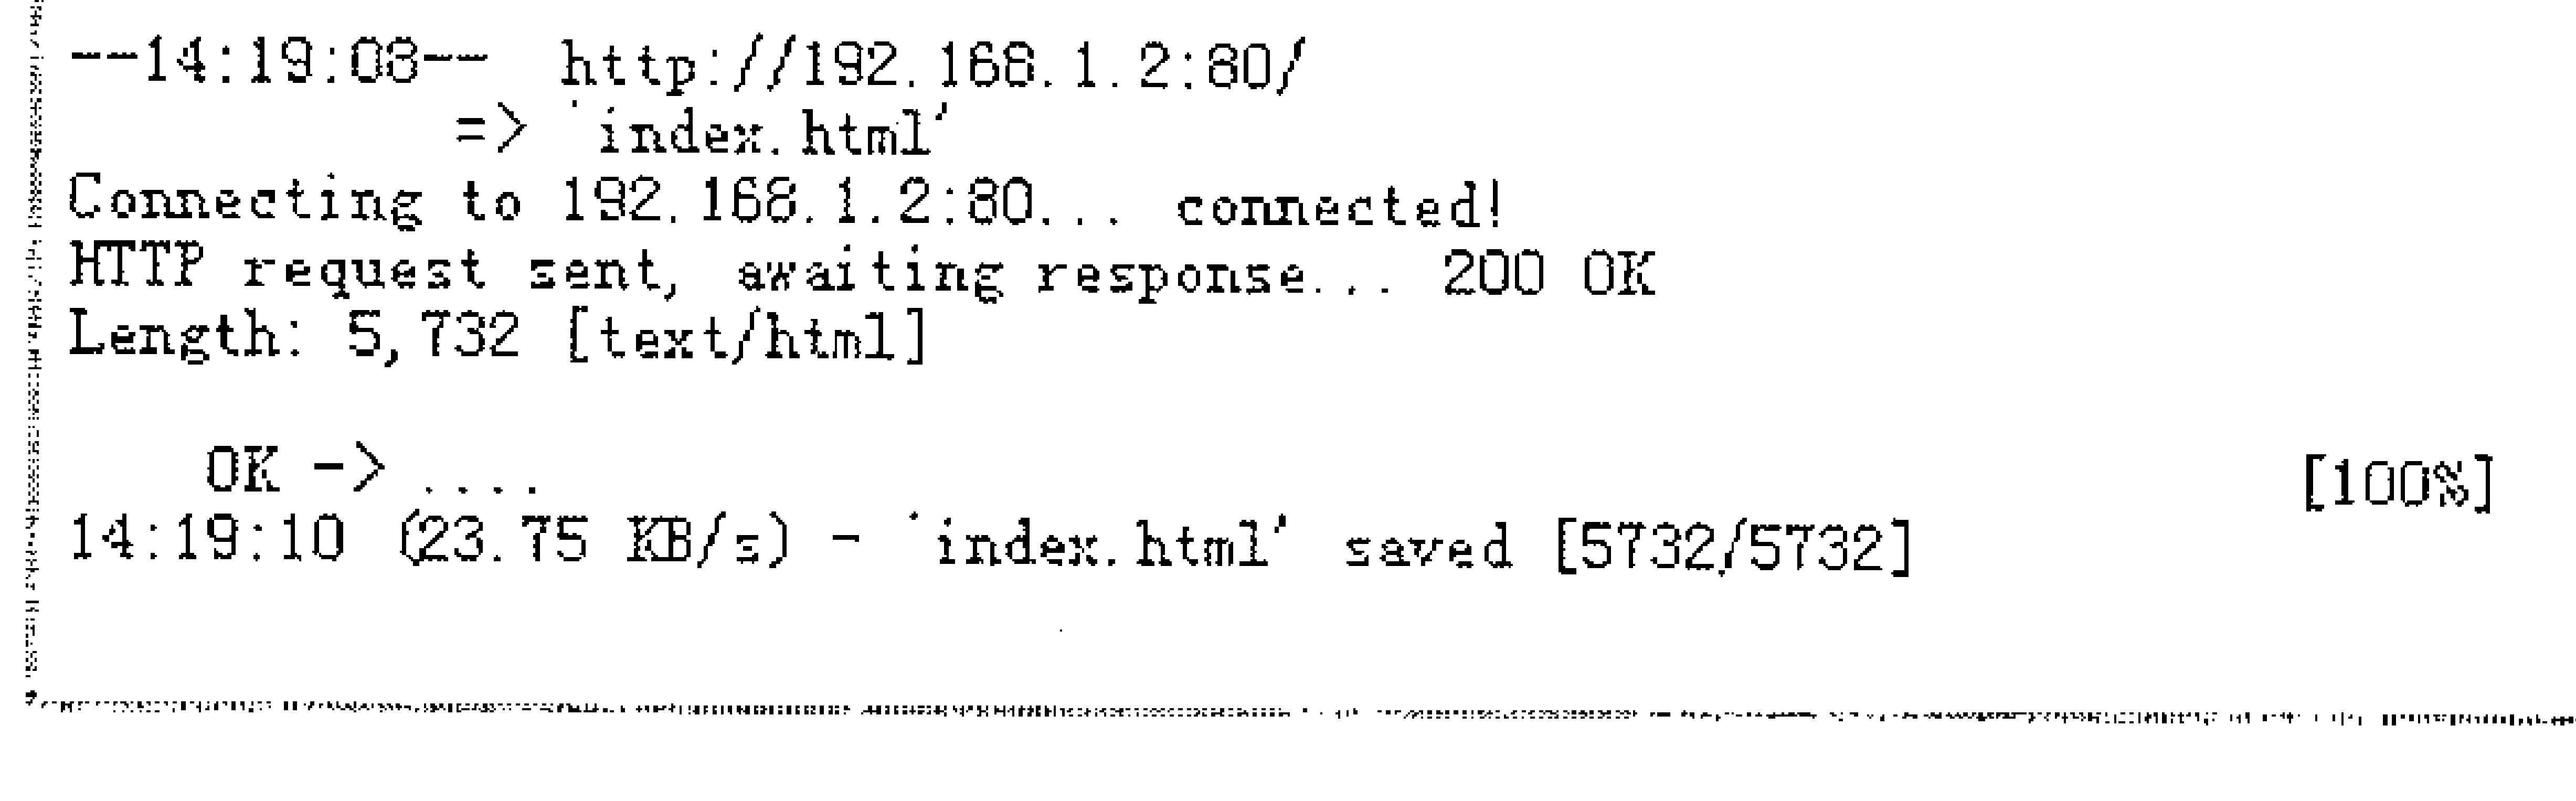 --14:19:08--  http://192.168.1.2:80/
=> `index.html'
Connecting to 192.168.1.2:80... connected!
HTTP request sent, awaiting response... 200 OK
Length: 5,732 [text/html]
OK -> .... [100%]
14:19:10 (23.75 KB/s) - `index.html' saved [5732/5732]